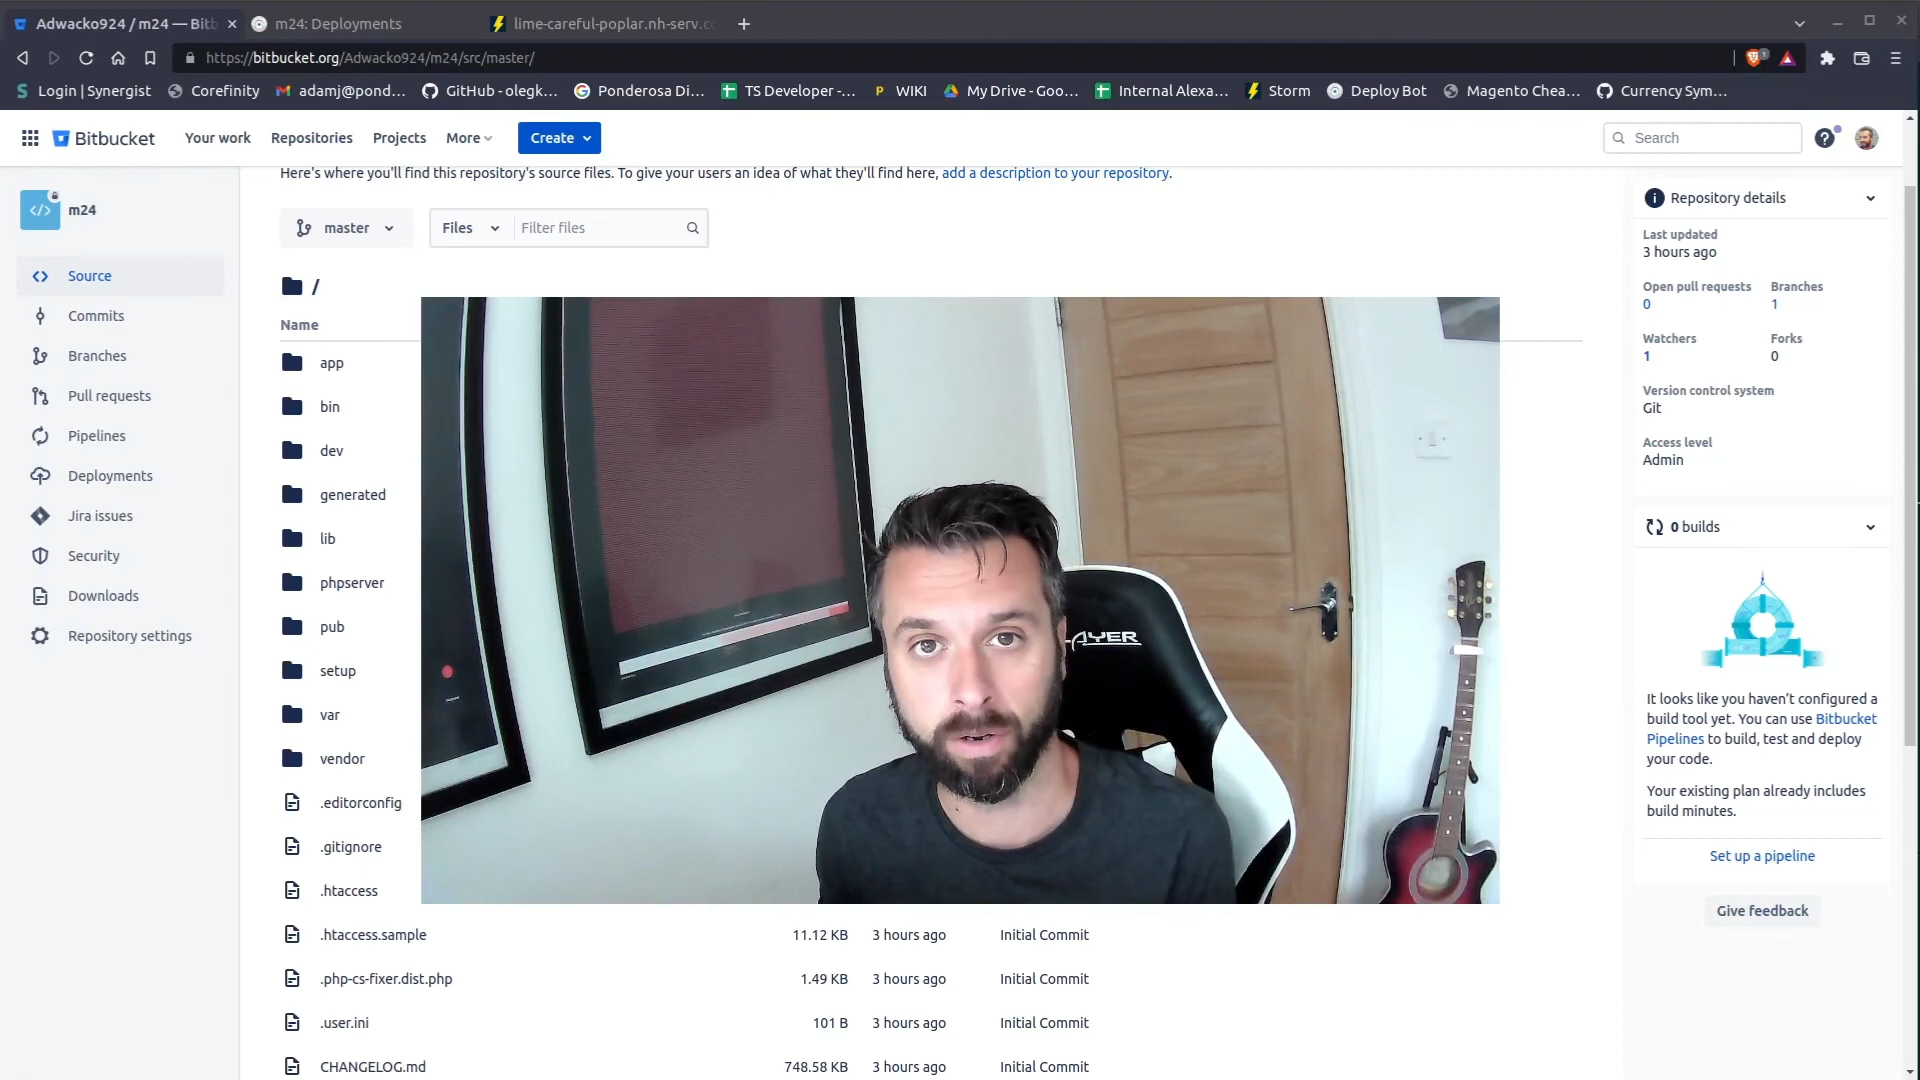 Adwacko924 / m24 — Bitb
m24: Deployments
lime-careful-poplar.nh-serv.co
https://bitbucket.org/Adwacko924/m24/src/master/
1
Login | Synergist
Corefinity
adamj@pond...
GitHub - olegk...
Ponderosa Di...
TS Developer -...
WIKI
My Drive - Goo...
Internal Alexa...
Storm
Deploy Bot
Magento Chea...
Currency Sym...
Bitbucket
Your work
Repositories
Projects
More
Create
Search
m24
Source
Commits
Branches
Pull requests
Pipelines
Deployments
Jira issues
Security
Downloads
Repository settings
Here's where you'll find this repository's source files. To give your users an idea of what they'll find here, add a description to your repository.
master
Files
Filter files
/
Name
app
bin
dev
generated
lib
phpserver
pub
setup
var
vendor
.editorconfig
.gitignore
.htaccess
.htaccess.sample 11.12 KB 3 hours ago Initial Commit
.php-cs-fixer.dist.php 1.49 KB 3 hours ago Initial Commit
.user.ini 101 B 3 hours ago Initial Commit
CHANGELOG.md 748.58 KB 3 hours ago Initial Commit
Repository details
Last updated
3 hours ago
Open pull requests Branches
0 1
Watchers Forks
1 0
Version control system
Git
Access level
Admin
0 builds
It looks like you haven't configured a
build tool yet. You can use Bitbucket
Pipelines to build, test and deploy
your code.
Your existing plan already includes
build minutes.
Set up a pipeline
Give feedback